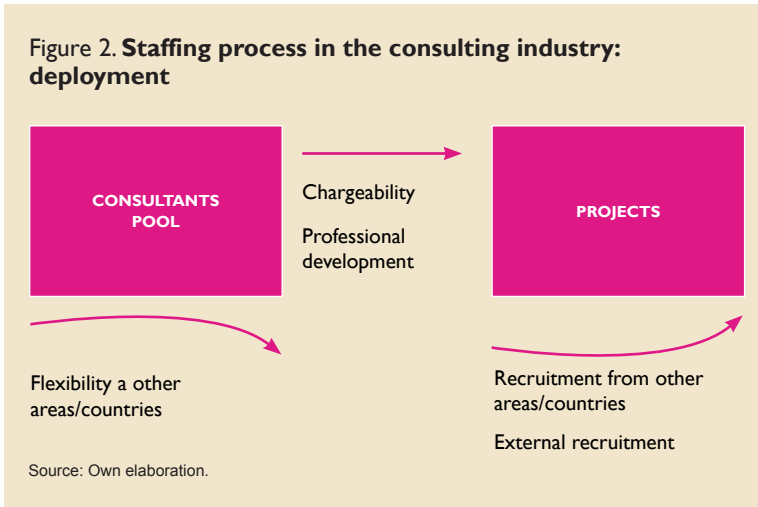 Figure 2. Staffing process in the consulting industry:
deployment
CONSULTANTS
POOL
Chargeability
Professional
development
PROJECTS
Flexibility a other
areas/countries
Recruitment from other
areas/countries
External recruitment
Source: Own elaboration.